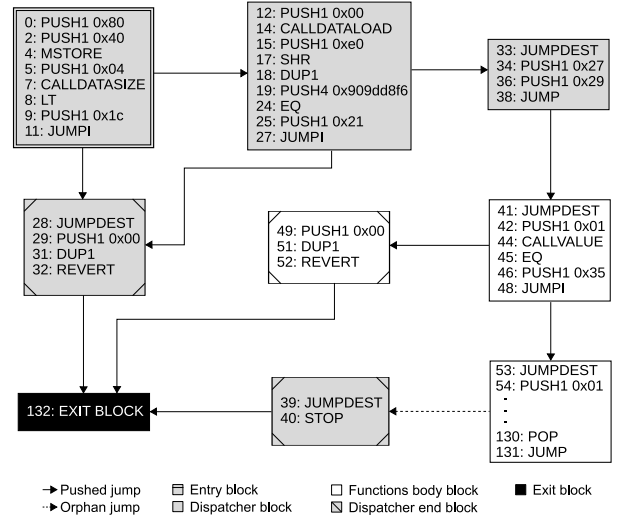 0: PUSH1 0x80
2: PUSH1 0x40
4: MSTORE
5: PUSH1 0x04
7: CALLDATASIZE
8: LT
9: PUSH1 0x1c
11: JUMPI
12: PUSH1 0x00
14: CALLDATALOAD
15: PUSH1 0xe0
17: SHR
18: DUP1
19: PUSH4 0x909dd8f6
24: EQ
25: PUSH1 0x21
27: JUMPI
33: JUMPDEST
34: PUSH1 0x27
36: PUSH1 0x29
38: JUMP
28: JUMPDEST
29: PUSH1 0x00
31: DUP1
32: REVERT
49: PUSH1 0x00
51: DUP1
52: REVERT
41: JUMPDEST
42: PUSH1 0x01
44: CALLVALUE
45: EQ
46: PUSH1 0x35
48: JUMPI
132: EXIT BLOCK
39: JUMPDEST
40: STOP
53: JUMPDEST
54: PUSH1 0x01
-
-
-
130: POP
131: JUMP
Pushed jump
Entry block
Functions body block
Exit block
Orphan jump
Dispatcher block
Dispatcher end block